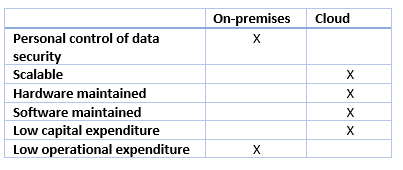 On-premises Cloud
Personal control of data X
security
Scalable X
Hardware maintained X
Software maintained X
Low capital expenditure X
Low operational expenditure X